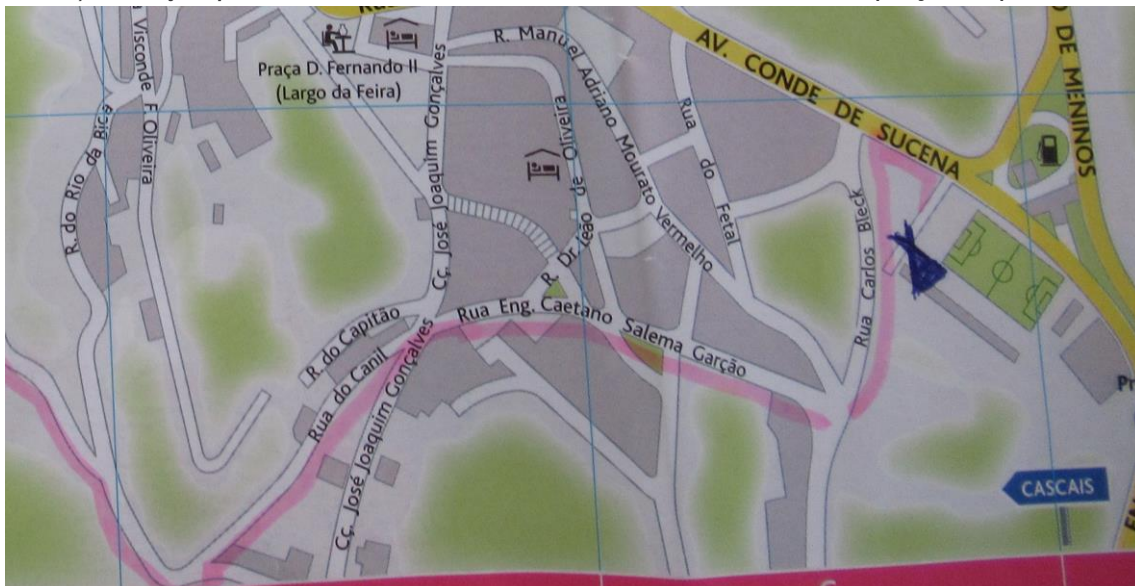 Visconde F. Oliveira
R. do Rio da Bica
Praça D. Fernando II
(Largo da Feira)
Cç. José Joaquim Gonçalves
R. Manuel Adriano Mourato Vermelho
R. Dr. Leão de Oliveira
Rua do Fetal
AV. CONDE DE SUCENA
DE MENINOS
Rua Carlos Bleck
Rua Eng. Caetano Salema Garção
R. do Capitão
Rua do Canil
Cç. José Joaquim Gonçalves
CASCAIS